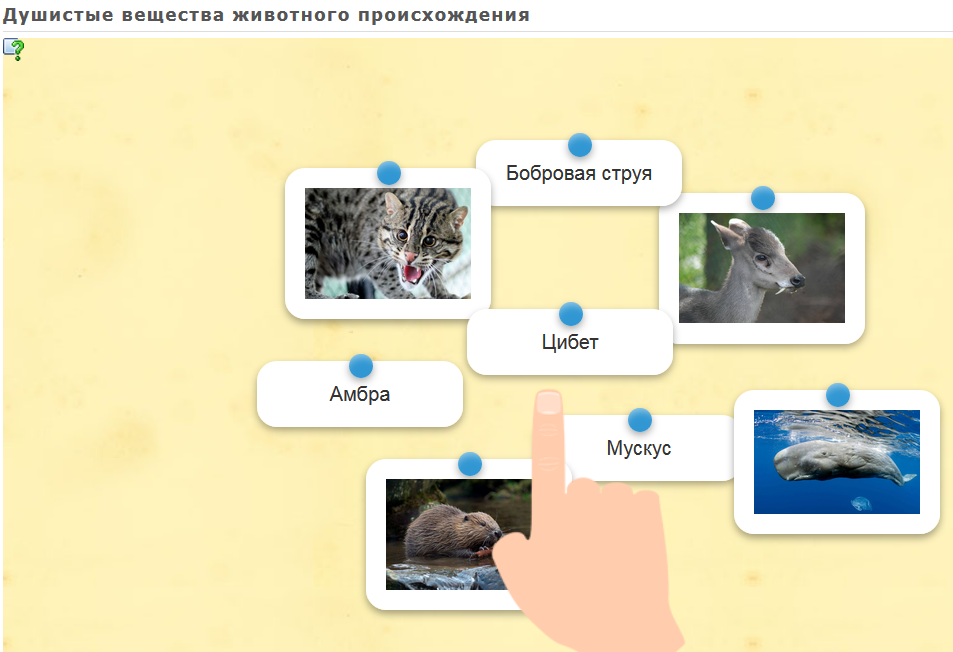 Душистые вещества животного происхождения
Бобровая струя
Цибет
Амбра
Мускус